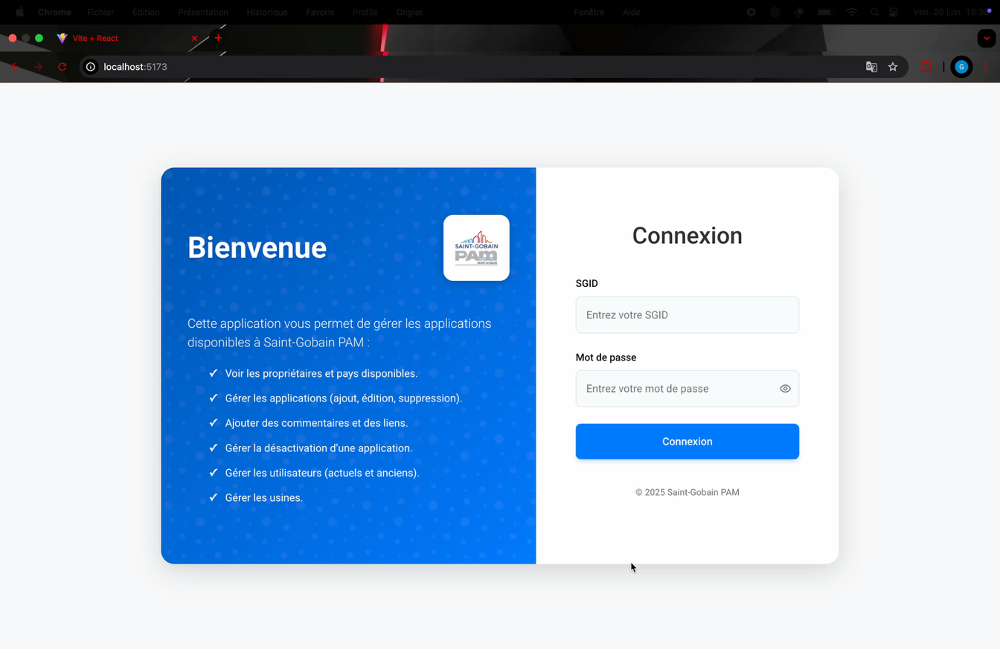 Chrome Fichier Édition Présentation Historique Favoris Profils Onglet Fenêtre Aide Ven. 20 juin
Vite + React
localhost:5173
G
Bienvenue
SAINT-GOBAIN
PAM
SAINT-GOBAIN
Cette application vous permet de gérer les applications
disponibles à Saint-Gobain PAM :
✓ Voir les propriétaires et pays disponibles.
✓ Gérer les applications (ajout, édition, suppression).
✓ Ajouter des commentaires et des liens.
✓ Gérer la désactivation d’une application.
✓ Gérer les utilisateurs (actuels et anciens).
✓ Gérer les usines.
Connexion
SGID
Entrez votre SGID
Mot de passe
Entrez votre mot de passe
Connexion
© 2025 Saint-Gobain PAM